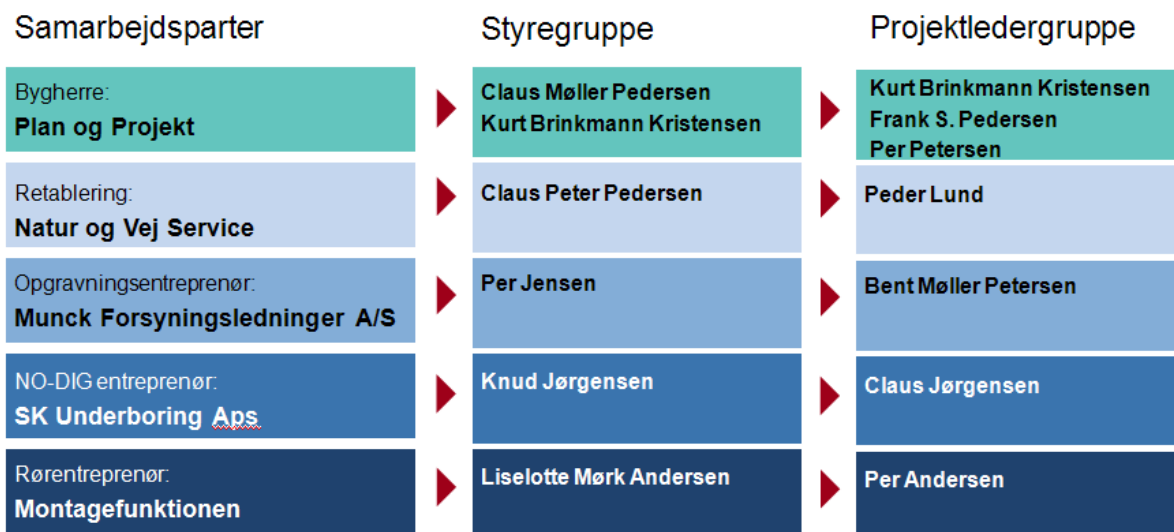 Samarbejdsparter
Styregruppe
Projektledergruppe
Bygherre:
Plan og Projekt
Claus Møller Pedersen
Kurt Brinkmann Kristensen
Kurt Brinkmann Kristensen
Frank S. Pedersen
Per Petersen
Retablering:
Natur og Vej Service
Claus Peter Pedersen
Peder Lund
Opgravningsentreprenør:
Munck Forsyningsledninger A/S
Per Jensen
Bent Møller Petersen
NO-DIG entreprenør:
SK Underboring Aps
Knud Jørgensen
Claus Jørgensen
Rørentreprenør:
Montagefunktionen
Liselotte Mørk Andersen
Per Andersen